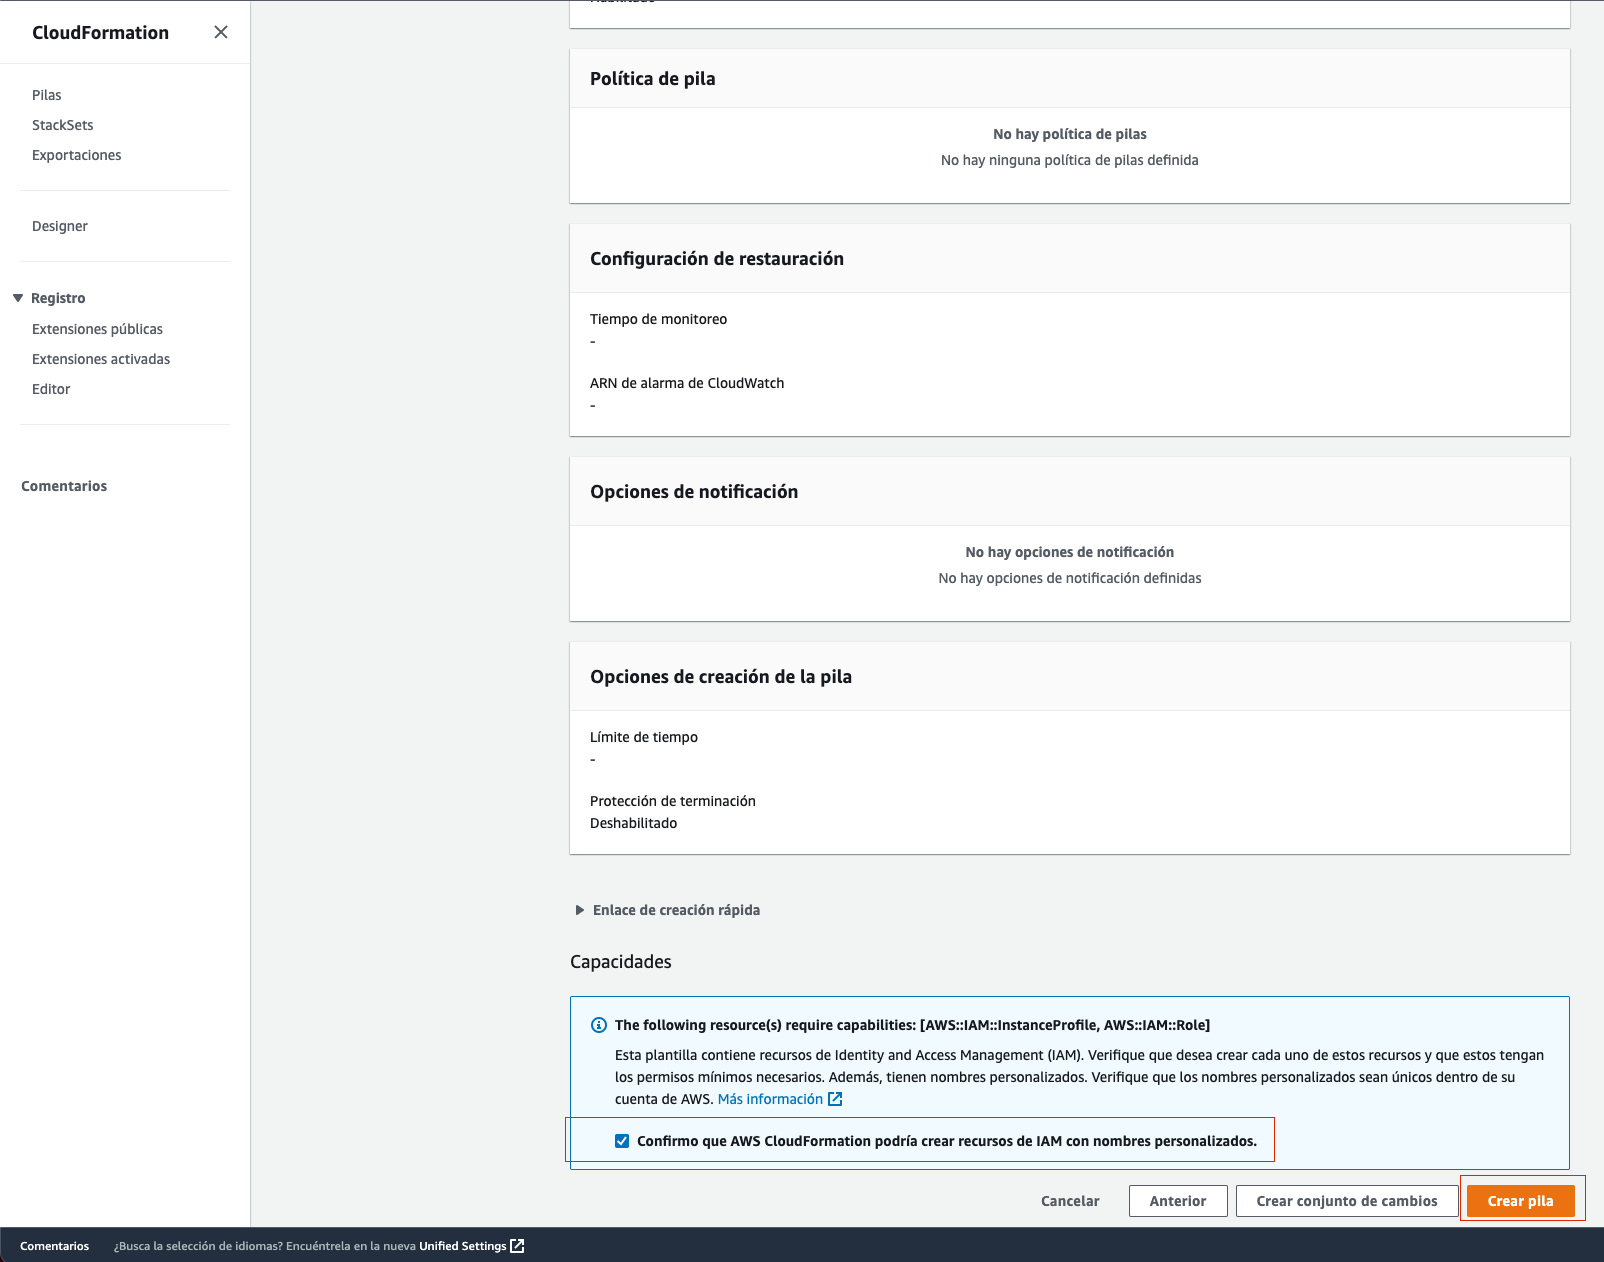 CloudFormation
Pilas
StackSets
Exportaciones
Designer
Registro
Extensiones públicas
Extensiones activadas
Editor
Comentarios
Política de pila
No hay política de pilas
No hay ninguna política de pilas definida
Configuración de restauración
Tiempo de monitoreo
-
ARN de alarma de CloudWatch
-
Opciones de notificación
No hay opciones de notificación
No hay opciones de notificación definidas
Opciones de creación de la pila
Límite de tiempo
-
Protección de terminación
Deshabilitado
Enlace de creación rápida
Capacidades
The following resource(s) require capabilities: [AWS::IAM::InstanceProfile, AWS::IAM::Role]
Esta plantilla contiene recursos de Identity and Access Management (IAM). Verifique que desea crear cada uno de estos recursos y que estos tengan
los permisos mínimos necesarios. Además, tienen nombres personalizados. Verifique que los nombres personalizados sean únicos dentro de su
cuenta de AWS. Más información
Confirmo que AWS CloudFormation podría crear recursos de IAM con nombres personalizados.
Cancelar
Anterior
Crear conjunto de cambios
Crear pila
Comentarios
¿Busca la selección de idiomas? Encuéntrela en la nueva Unified Settings